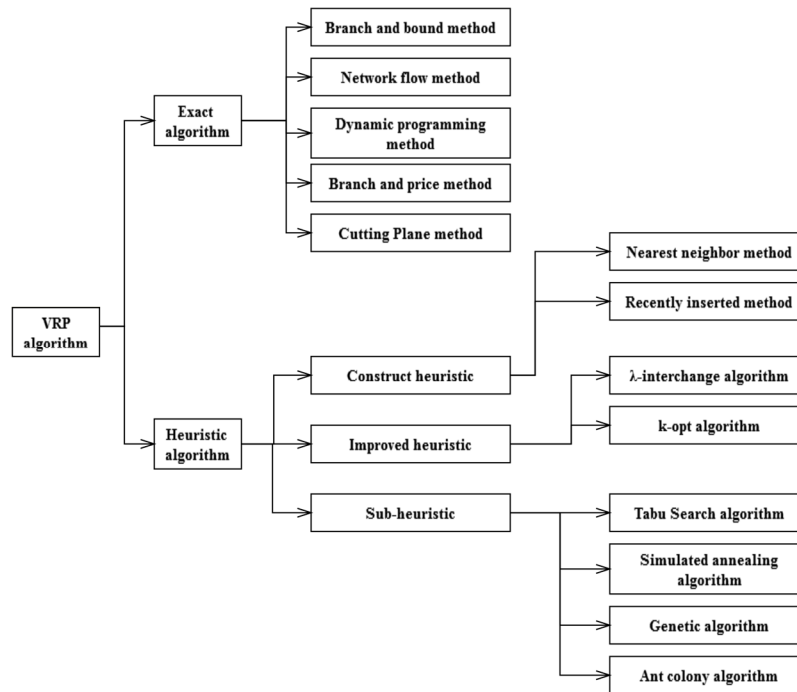 Branch and bound method
Network flow method
Exact
algorithm
Dynamic programming
method
Branch and price method
Cutting Plane method
Nearest neighbor method
Recently inserted method
VRP
algorithm
Construct heuristic
λ-interchange algorithm
k-opt algorithm
Heuristic
algorithm
Improved heuristic
Sub-heuristic
Tabu Search algorithm
Simulated annealing
algorithm
Genetic algorithm
Ant colony algorithm